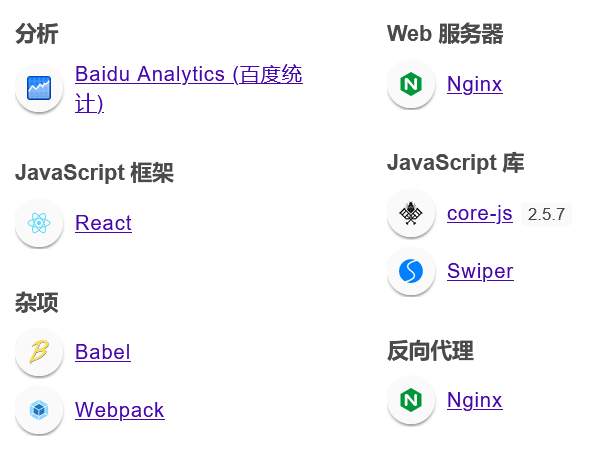 分析
Baidu Analytics (百度统
计)
JavaScript 框架
React
杂项
Babel
Webpack
Web 服务器
Nginx
JavaScript 库
core-js 2.5.7
Swiper
反向代理
Nginx